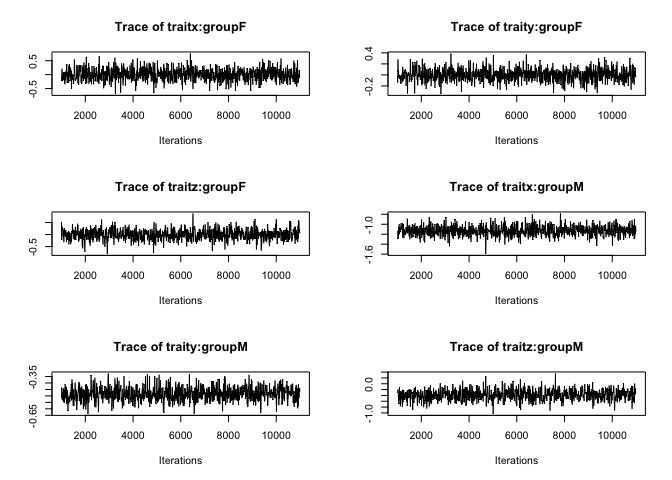 Trace of traitx:groupF
0.5
-0.5
2000 4000 6000 8000 10000
Iterations
Trace of traity:groupF
0.4
-0.2
2000 4000 6000 8000 10000
Iterations
Trace of traitz:groupF
-0.5
2000 4000 6000 8000 10000
Iterations
Trace of traitx:groupM
-1.0
-1.6
2000 4000 6000 8000 10000
Iterations
Trace of traity:groupM
-0.35
-0.65
2000 4000 6000 8000 10000
Iterations
Trace of traitz:groupM
0.0
-1.0
2000 4000 6000 8000 10000
Iterations